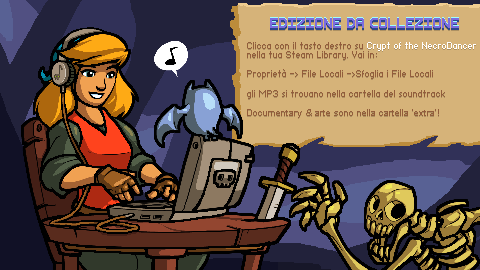 EDIZIONE DA COLLEZIONE
Clicca con il tasto destro su Crypt of the NecroDancer
nella tua Steam Library. Vai in:
Proprietà -> File Locali ->Sfoglia i File Locali
gli MP3 si trovano nella cartella del soundtrack
Documentary & arte sono nella cartella 'extra'!